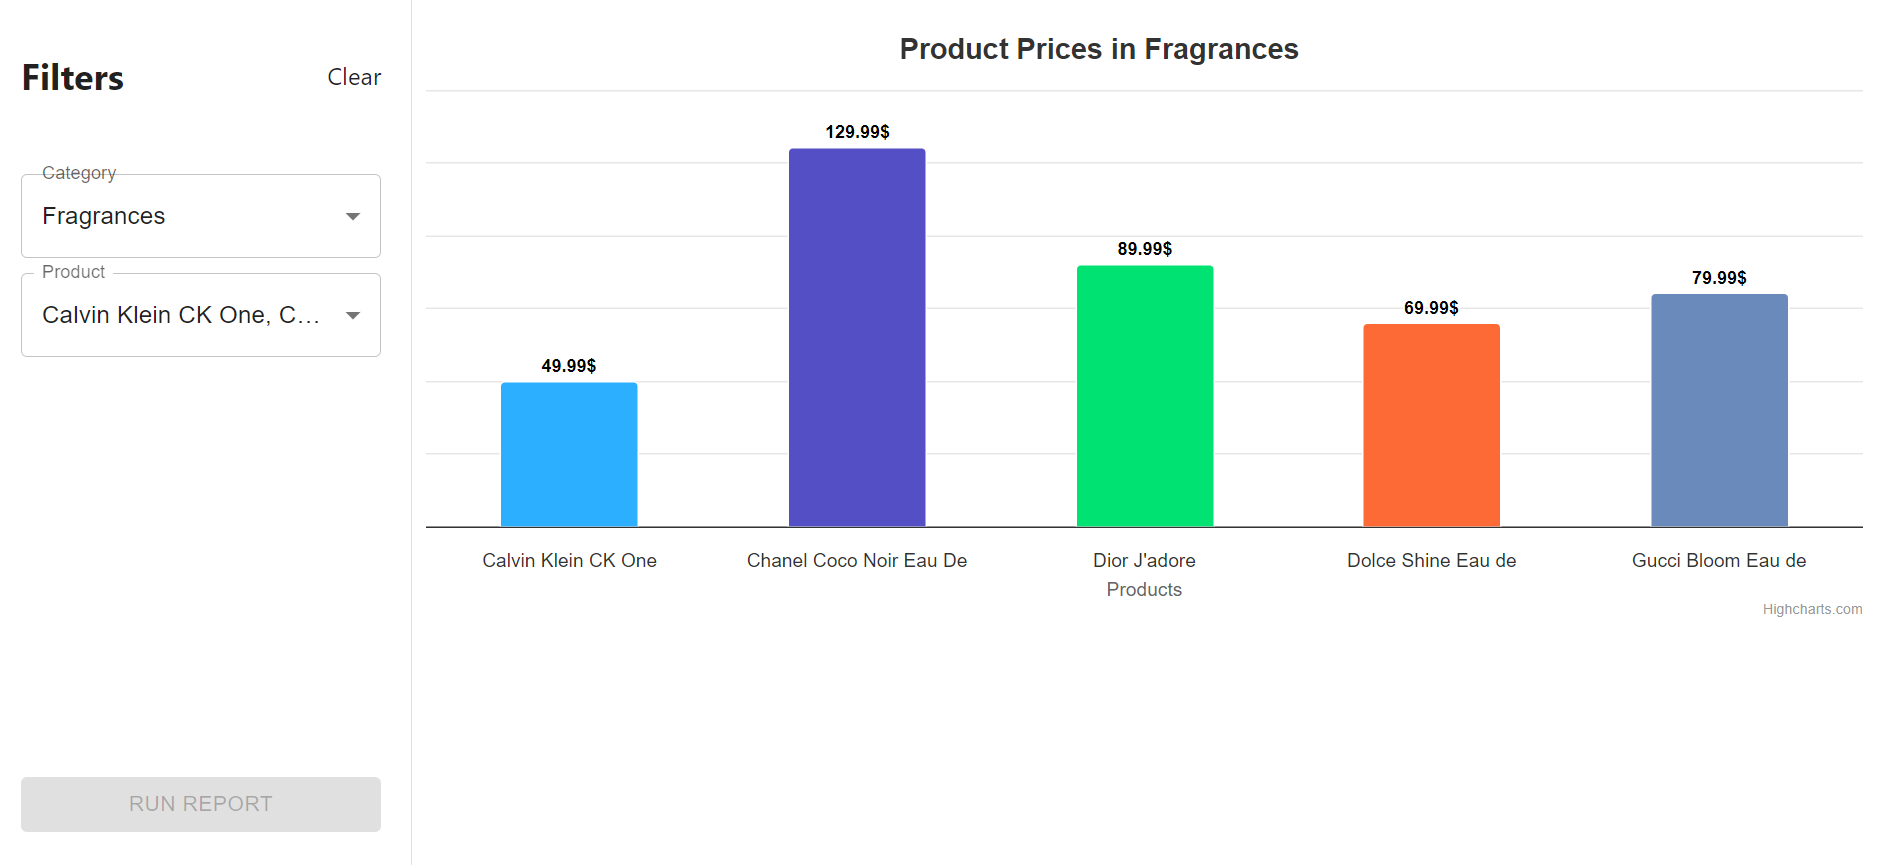 Filters
Clear
Category
Fragrances
Product
Calvin Klein CK One, C...
RUN REPORT
Product Prices in Fragrances
49.99$
129.99$
89.99$
69.99$
79.99$
Calvin Klein CK One
Chanel Coco Noir Eau De
Dior J'adore
Dolce Shine Eau de
Gucci Bloom Eau de
Products
Highcharts.com